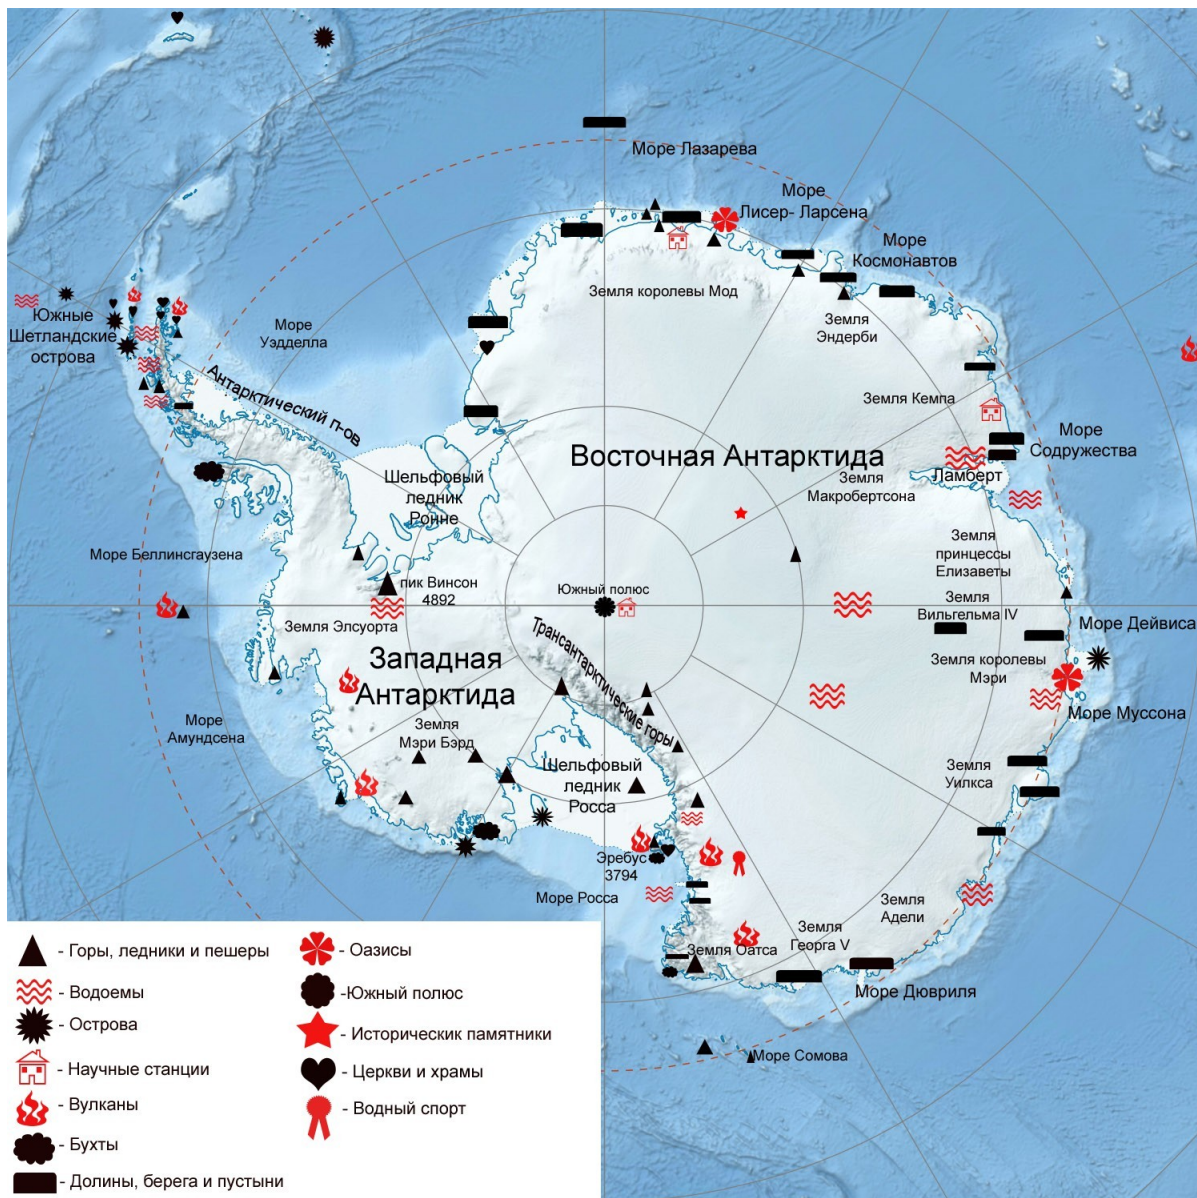 Море Лазарева
Море
Лисер- Ларсена
Море
Космонавтов
Земля королевы Мод
Земля
Эндерби
Южные
Шетландские
острова
Море
Уэдделла
Антарктический п-ов
Земля Кемпа
Море
Содружества
Восточная Антарктида
Шельфовый
ледник
Ронне
Ламберт
Земля
Макробертсона
Море Беллинсгаузена
Земля
принцессы
Елизаветы
пик Винсон
4892
Южный полюс
Земля
Вильгельма IV
Море Дейвиса
Земля Элсуорта
Трансантарктические горы
Западная
Антарктида
Земля королевы
Мэри
Море Муссона
Море
Амундсена
Земля
Мэри Бэрд
Шельфовый
ледник
Росса
Земля
Уилкса
Эребус
3794
Море Росса
Земля
Адели
Земля
Георга V
Земля Оатса
Море Дювриля
Море Сомова
- Горы, ледники и пешеры
- Водоемы
- Острова
- Научные станции
- Вулканы
- Бухты
- Долины, берега и пустыни
- Оазисы
-Южный полюс
- Историческик памятники
- Церкви и храмы
- Водный спорт